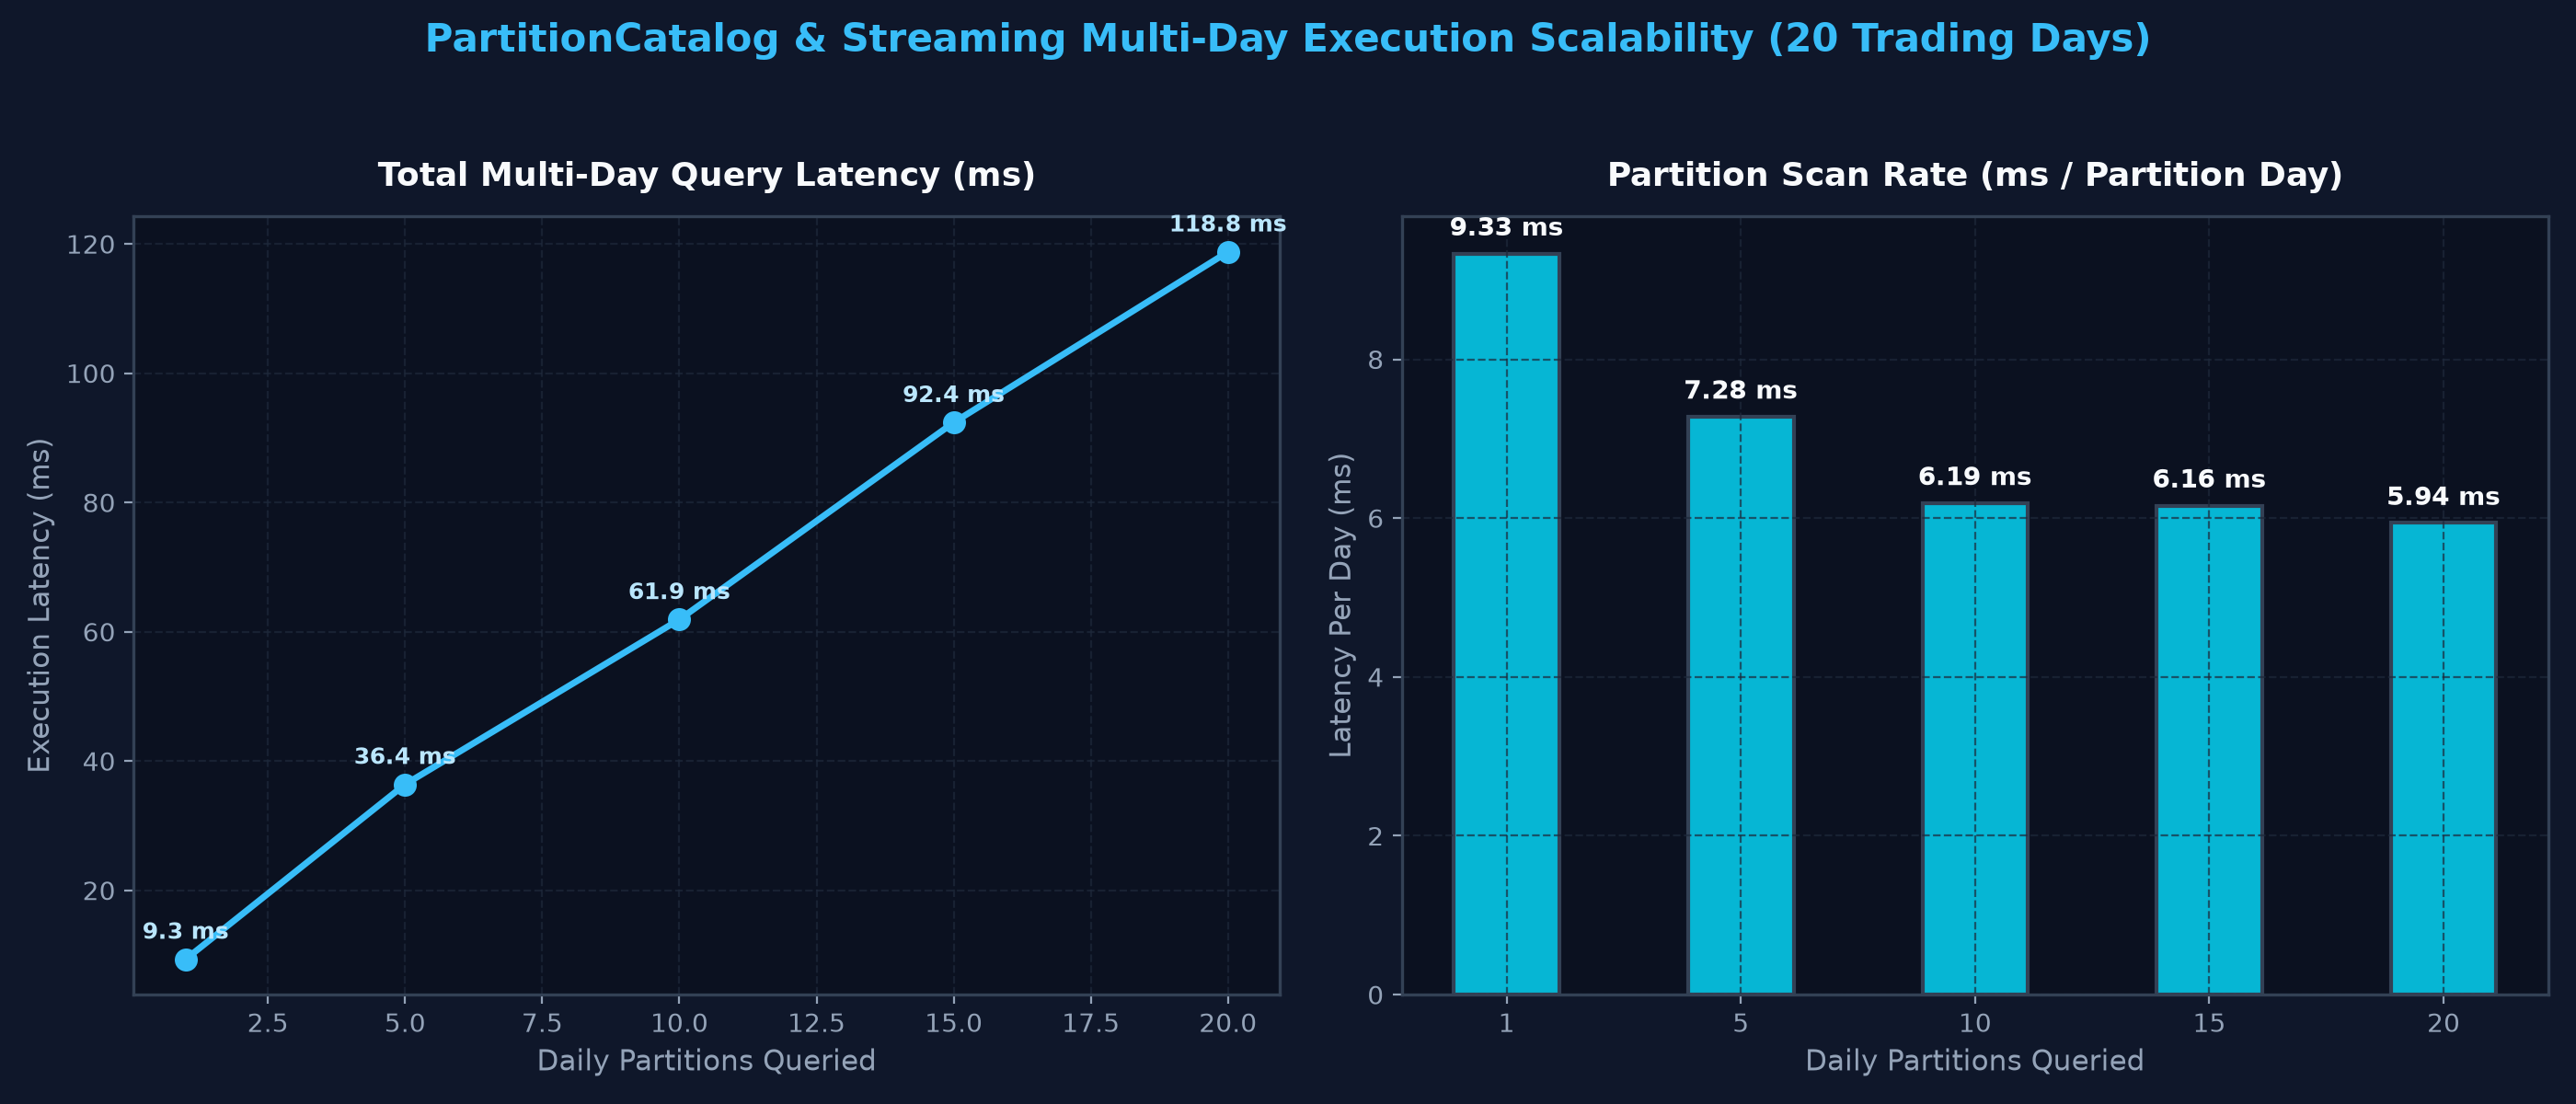 PartitionCatalog & Streaming Multi-Day Execution Scalability (20 Trading Days)
Total Multi-Day Query Latency (ms)
Execution Latency (ms)
120
100
80
60
40
20
9.3 ms
36.4 ms
61.9 ms
92.4 ms
118.8 ms
2.5 5.0 7.5 10.0 12.5 15.0 17.5 20.0
Daily Partitions Queried
Partition Scan Rate (ms / Partition Day)
Latency Per Day (ms)
8
6
4
2
0
9.33 ms
7.28 ms
6.19 ms
6.16 ms
5.94 ms
1 5 10 15 20
Daily Partitions Queried